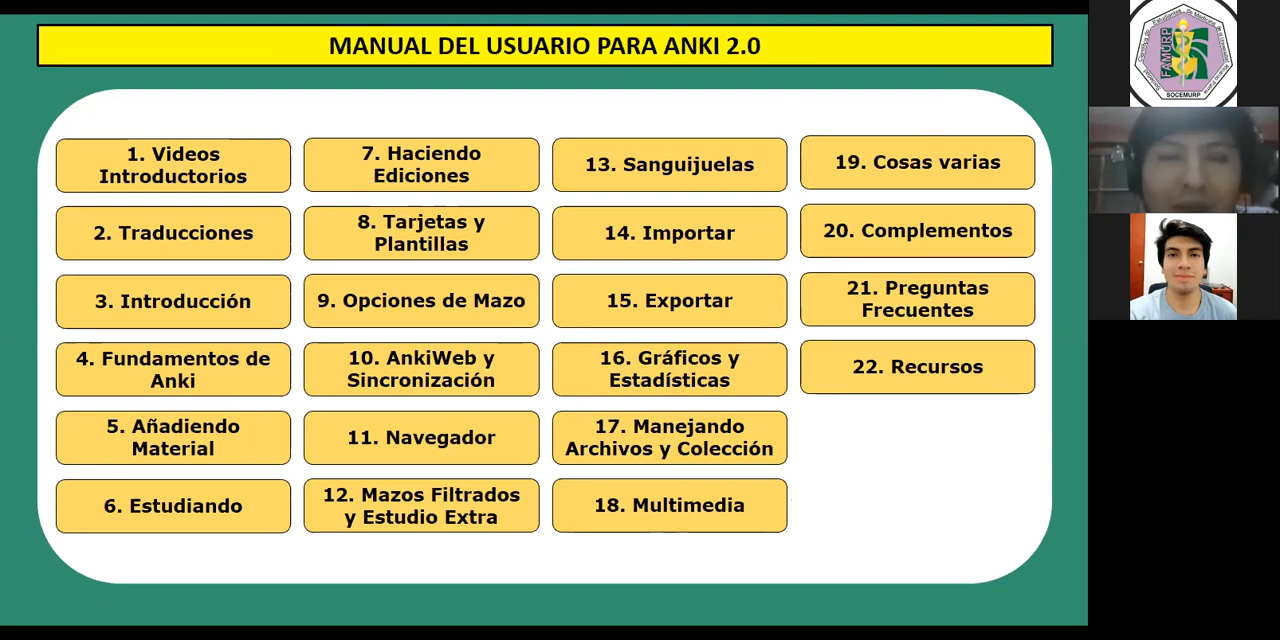 MANUAL DEL USUARIO PARA ANKI 2.0
1. Videos
Introductorios
2. Traducciones
3. Introducción
4. Fundamentos de
Anki
5. Añadiendo
Material
6. Estudiando
7. Haciendo
Ediciones
8. Tarjetas y
Plantillas
9. Opciones de Mazo
10. AnkiWeb y
Sincronización
11. Navegador
12. Mazos Filtrados
y Estudio Extra
13. Sanguijuelas
14. Importar
15. Exportar
16. Gráficos y
Estadísticas
17. Manejando
Archivos y Colección
18. Multimedia
19. Cosas varias
20. Complementos
21. Preguntas
Frecuentes
22. Recursos
FAMURP
SOCEMURP